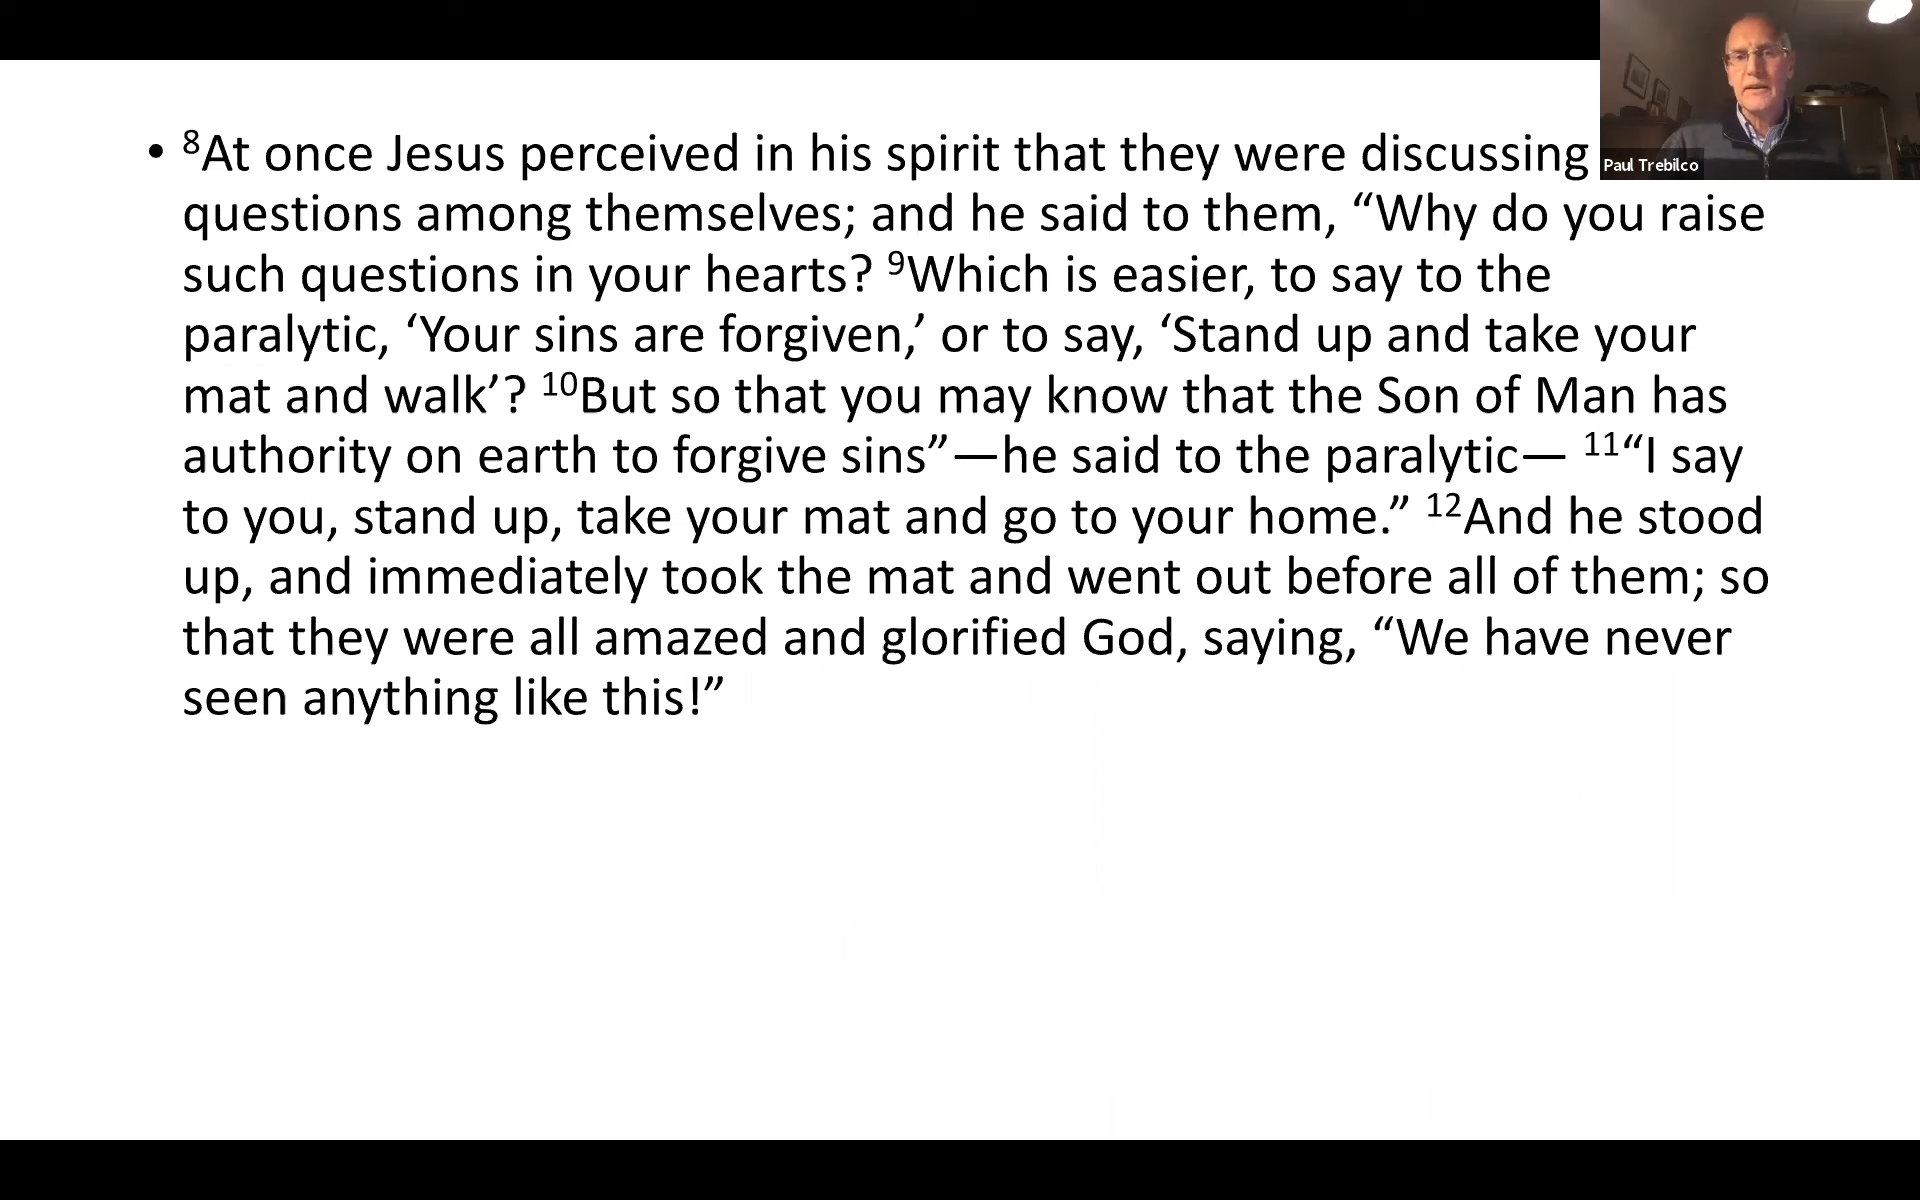 • ⁸At once Jesus perceived in his spirit that they were discussing
questions among themselves; and he said to them, “Why do you raise
such questions in your hearts? ⁹Which is easier, to say to the
paralytic, ‘Your sins are forgiven,’ or to say, ‘Stand up and take your
mat and walk’? ¹⁰But so that you may know that the Son of Man has
authority on earth to forgive sins”—he said to the paralytic— ¹¹“I say
to you, stand up, take your mat and go to your home.” ¹²And he stood
up, and immediately took the mat and went out before all of them; so
that they were all amazed and glorified God, saying, “We have never
seen anything like this!”
Paul Trebilco